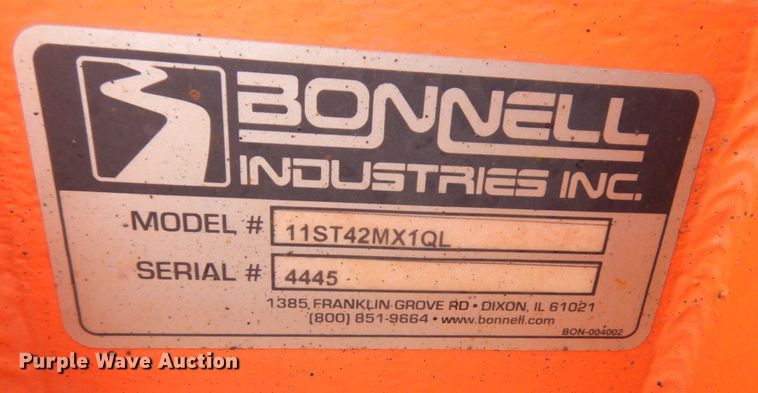 BONNELL
INDUSTRIES INC.
MODEL # 11ST42MX1QL
SERIAL # 4445
1385 FRANKLIN GROVE RD • DIXON, IL 61021
(800) 851-9664 • www.bonnell.com
BON-004002
Purple Wave Auction